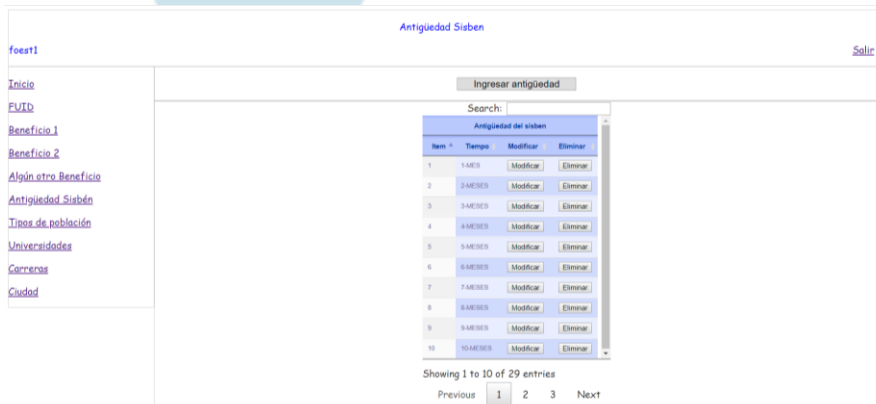 Antigüedad Sisben
foest1 Salir
Inicio
FUID
Beneficio 1
Beneficio 2
Algún otro Beneficio
Antigüedad Sisbén
Tipos de población
Universidades
Carreras
Ciudad
Ingresar antigüedad
Search:
Antigüedad del sisben
Item Tiempo Modificar Eliminar
1 1-MES Modificar Eliminar
2 2-MESES Modificar Eliminar
3 3-MESES Modificar Eliminar
4 4-MESES Modificar Eliminar
5 5-MESES Modificar Eliminar
6 6-MESES Modificar Eliminar
7 7-MESES Modificar Eliminar
8 8-MESES Modificar Eliminar
9 9-MESES Modificar Eliminar
10 10-MESES Modificar Eliminar
Showing 1 to 10 of 29 entries
Previous 1 2 3 Next